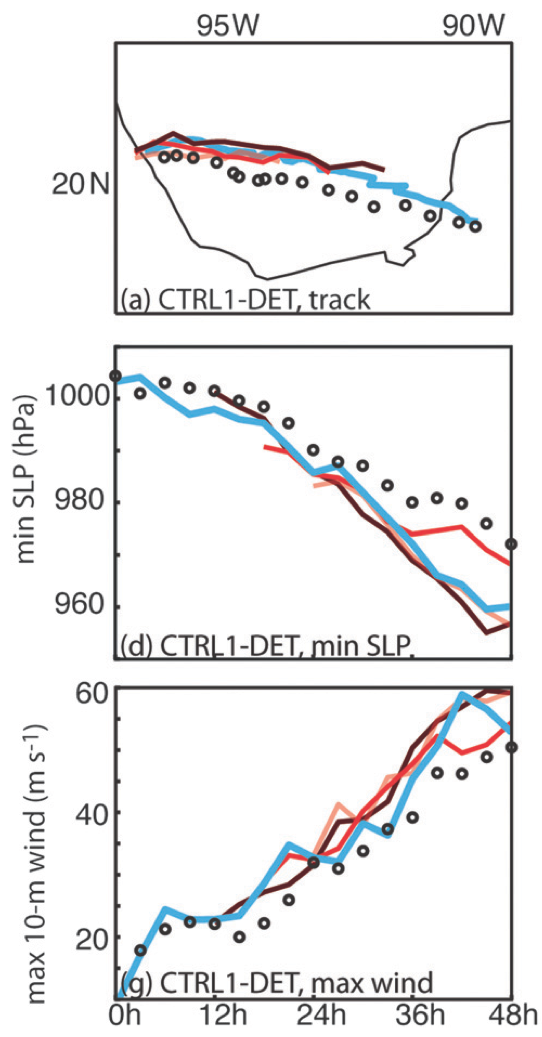 95W 90W
20N
(a) CTRL1-DET, track
1000
980
960
min SLP (hPa)
(d) CTRL1-DET, min SLP
60
40
20
max 10-m wind (m s-1)
(g) CTRL1-DET, max wind
0h 12h 24h 36h 48h